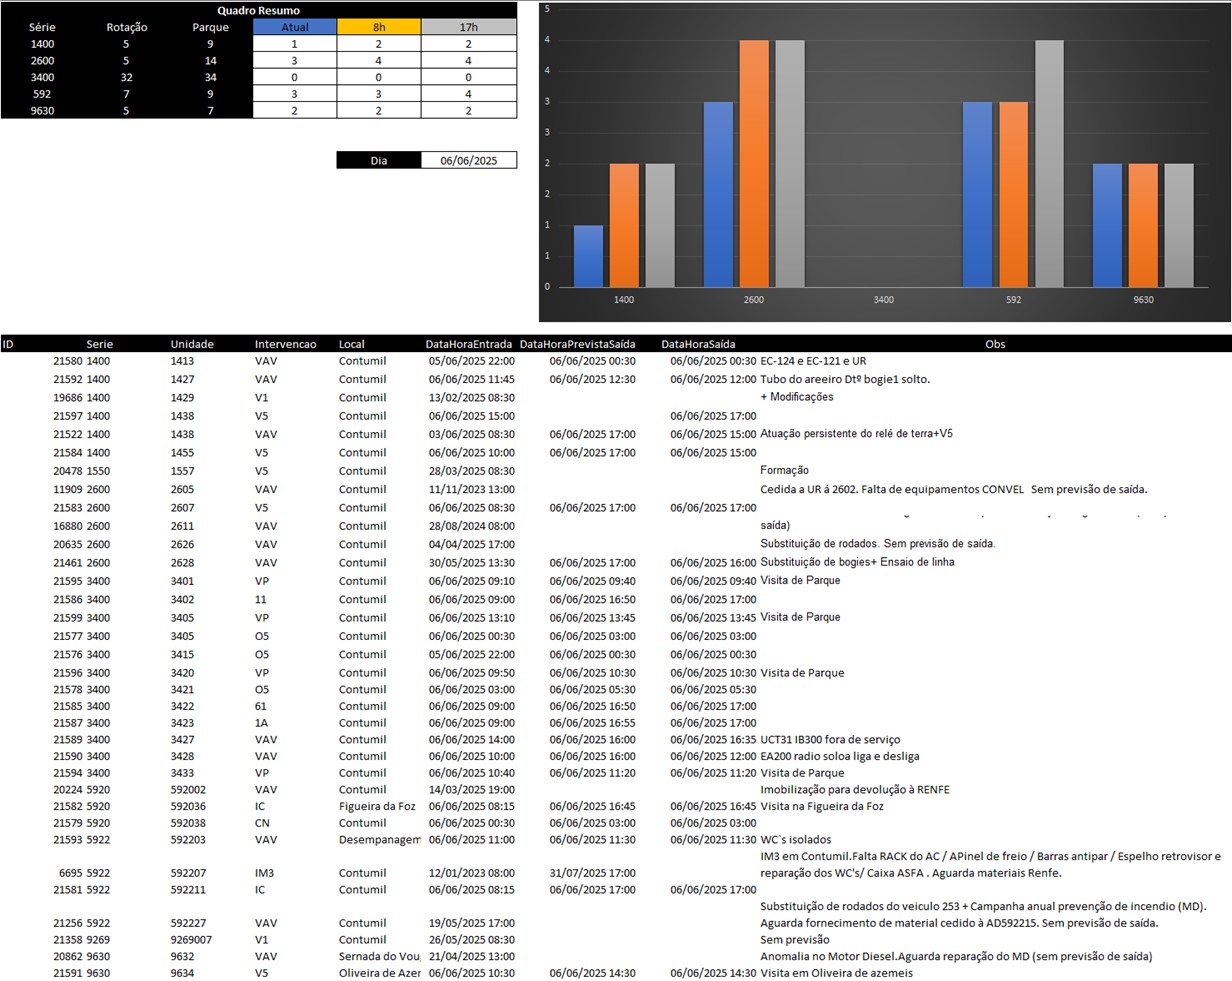 Quadro Resumo
Série Rotação Parque Atual 8h 17h
1400 5 9 1 2 2
2600 5 14 3 4 4
3400 32 34 0 0 0
592 7 9 3 3 4
9630 5 7 2 2 2
Dia 06/06/2025
5
4
4
3
3
2
2
1
1
0
1400 2600 3400 592 9630
ID Serie Unidade Intervencao Local DataHoraEntrada DataHoraPrevistaSaída DataHoraSaída Obs
21580 1400 1413 VAV Contumil 05/06/2025 22:00 06/06/2025 00:30 06/06/2025 00:30 EC-124 e EC-121 e UR
21592 1400 1427 VAV Contumil 06/06/2025 11:45 06/06/2025 12:30 06/06/2025 12:00 Tubo do areeiro Dtº bogie1 solto.
19686 1400 1429 V1 Contumil 13/02/2025 08:30 + Modificações
21597 1400 1438 V5 Contumil 06/06/2025 15:00 06/06/2025 17:00
21522 1400 1438 VAV Contumil 03/06/2025 08:30 06/06/2025 17:00 06/06/2025 15:00 Atuação persistente do relé de terra+V5
21584 1400 1455 V5 Contumil 06/06/2025 10:00 06/06/2025 17:00 06/06/2025 15:00
20478 1550 1557 V5 Contumil 28/03/2025 08:30 Formação
11909 2600 2605 VAV Contumil 11/11/2023 13:00 Cedida a UR á 2602. Falta de equipamentos CONVEL Sem previsão de saída.
21583 2600 2607 V5 Contumil 06/06/2025 08:30 06/06/2025 17:00 06/06/2025 17:00
16880 2600 2611 VAV Contumil 28/08/2024 08:00 saída)
20635 2600 2626 VAV Contumil 04/04/2025 17:00 Substituição de rodados. Sem previsão de saída.
21461 2600 2628 VAV Contumil 30/05/2025 13:30 06/06/2025 17:00 06/06/2025 16:00 Substituição de bogies+ Ensaio de linha
21595 3400 3401 VP Contumil 06/06/2025 09:10 06/06/2025 09:40 06/06/2025 09:40 Visita de Parque
21586 3400 3402 11 Contumil 06/06/2025 09:00 06/06/2025 16:50 06/06/2025 17:00
21599 3400 3405 VP Contumil 06/06/2025 13:10 06/06/2025 13:45 06/06/2025 13:45 Visita de Parque
21577 3400 3405 O5 Contumil 06/06/2025 00:30 06/06/2025 03:00 06/06/2025 03:00
21576 3400 3415 O5 Contumil 05/06/2025 22:00 06/06/2025 00:30 06/06/2025 00:30
21596 3400 3420 VP Contumil 06/06/2025 09:50 06/06/2025 10:30 06/06/2025 10:30 Visita de Parque
21578 3400 3421 O5 Contumil 06/06/2025 03:00 06/06/2025 05:30 06/06/2025 05:30
21585 3400 3422 61 Contumil 06/06/2025 09:00 06/06/2025 16:50 06/06/2025 17:00
21587 3400 3423 1A Contumil 06/06/2025 09:00 06/06/2025 16:55 06/06/2025 17:00
21589 3400 3427 VAV Contumil 06/06/2025 14:00 06/06/2025 16:00 06/06/2025 16:35 UCT31 IB300 fora de serviço
21590 3400 3428 VAV Contumil 06/06/2025 10:00 06/06/2025 16:00 06/06/2025 12:00 EA200 radio soloa liga e desliga
21594 3400 3433 VP Contumil 06/06/2025 10:40 06/06/2025 11:20 06/06/2025 11:20 Visita de Parque
20224 5920 592002 VAV Contumil 14/03/2025 19:00 Imobilização para devolução à RENFE
21582 5920 592036 IC Figueira da Foz 06/06/2025 08:15 06/06/2025 16:45 06/06/2025 16:45 Visita na Figueira da Foz
21579 5920 592038 CN Contumil 06/06/2025 00:30 06/06/2025 03:00 06/06/2025 03:00
21593 5922 592203 VAV Desempanagem 06/06/2025 11:00 06/06/2025 11:30 06/06/2025 11:30 WC`s isolados
IM3 em Contumil.Falta RACK do AC / APinel de freio / Barras antipar / Espelho retrovisor e
6695 5922 592207 IM3 Contumil 12/01/2023 08:00 31/07/2025 17:00 reparação dos WC's/ Caixa ASFA . Aguarda materiais Renfe.
21581 5922 592211 IC Contumil 06/06/2025 08:15 06/06/2025 17:00 06/06/2025 17:00
Substituição de rodados do veiculo 253 + Campanha anual prevenção de incendio (MD).
21256 5922 592227 VAV Contumil 19/05/2025 17:00 Aguarda fornecimento de material cedido à AD592215. Sem previsão de saída.
21358 9269 9269007 V1 Contumil 26/05/2025 08:30 Sem previsão
20862 9630 9632 VAV Sernada do Vou 21/04/2025 13:00 Anomalia no Motor Diesel.Aguarda reparação do MD (sem previsão de saída)
21591 9630 9634 V5 Oliveira de Azer 06/06/2025 10:30 06/06/2025 14:30 06/06/2025 14:30 Visita em Oliveira de azemeis